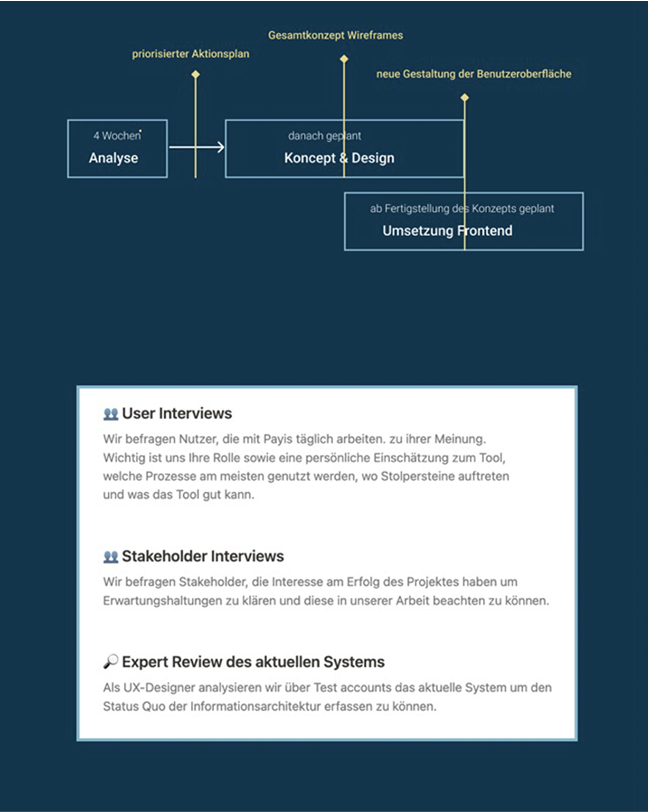 Gesamtkonzept Wireframes
priorisierter Aktionsplan
neue Gestaltung der Benutzeroberfläche
4 Wochen*
Analyse
danach geplant
Koncept & Design
ab Fertigstellung des Konzepts geplant
Umsetzung Frontend
User Interviews
Wir befragen Nutzer, die mit Payis täglich arbeiten. zu ihrer Meinung.
Wichtig ist uns Ihre Rolle sowie eine persönliche Einschätzung zum Tool,
welche Prozesse am meisten genutzt werden, wo Stolpersteine auftreten
und was das Tool gut kann.
Stakeholder Interviews
Wir befragen Stakeholder, die Interesse am Erfolg des Projektes haben um
Erwartungshaltungen zu klären und diese in unserer Arbeit beachten zu können.
Expert Review des aktuellen Systems
Als UX-Designer analysieren wir über Test accounts das aktuelle System um den
Status Quo der Informationsarchitektur erfassen zu können.